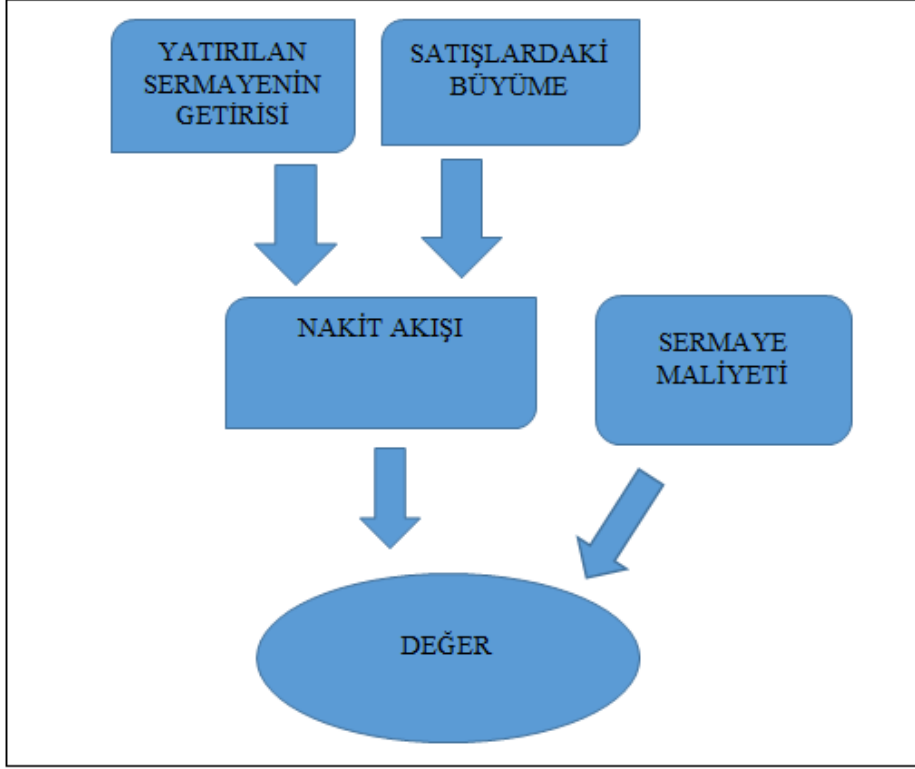 YATIRILAN
SERMAYENİN
GETİRİSİ
SATIŞLARDAKİ
BÜYÜME
NAKİT AKIŞI
SERMAYE
MALİYETİ
DEĞER